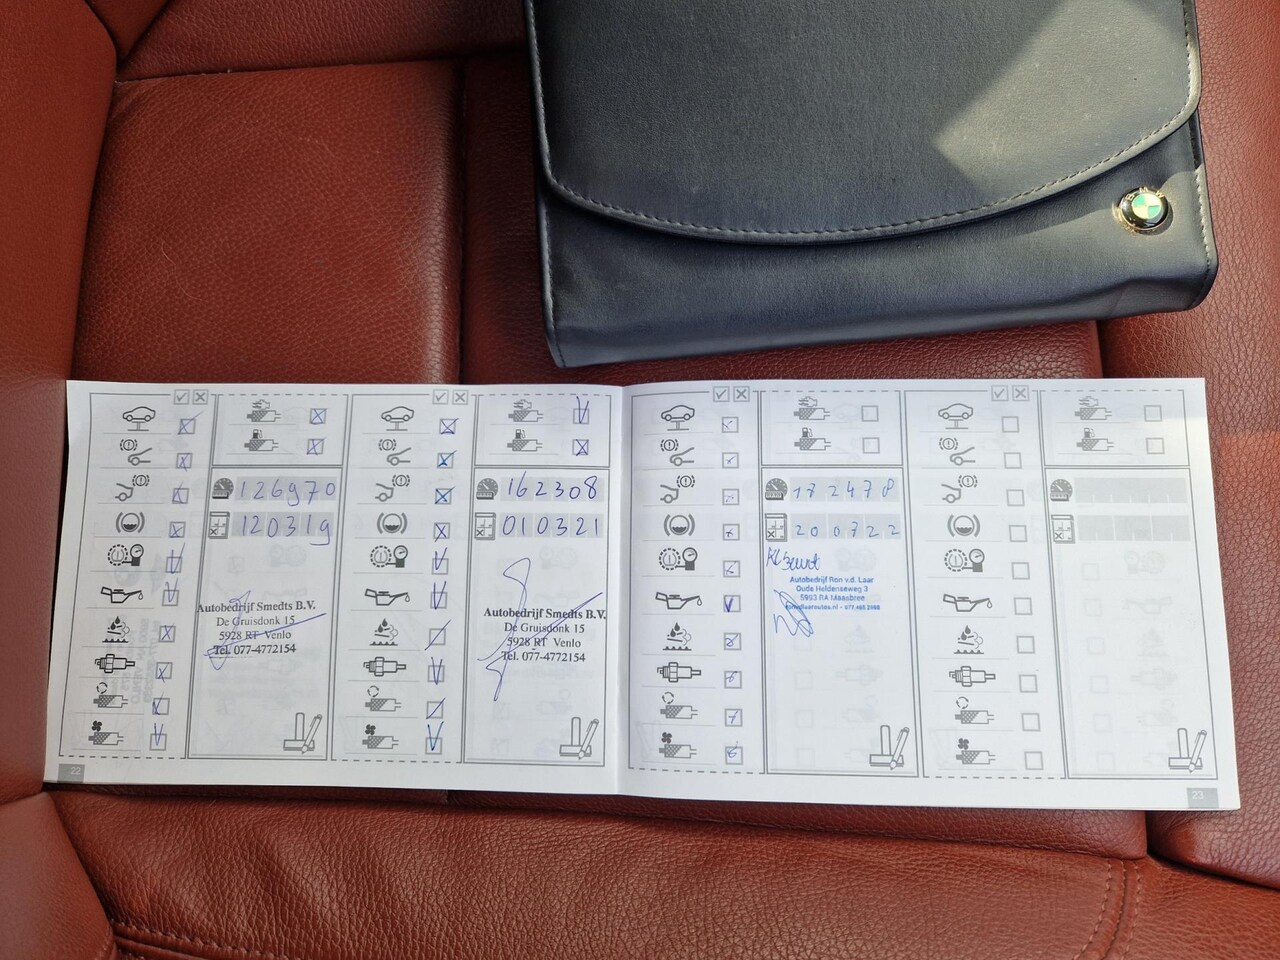 126970
120319
Autobedrijf Smedts B.V.
De Gruisdonk 15
5928 RT Venlo
Tel. 077-4772154
162308
010321
Autobedrijf Smedts B.V.
De Gruisdonk 15
5928 RT Venlo
Tel. 077-4772154
172478
200722
Autobedrijf Ron v.d. Laar
Oude Heldenseweg 3
5993 RA Maasbree
22
23